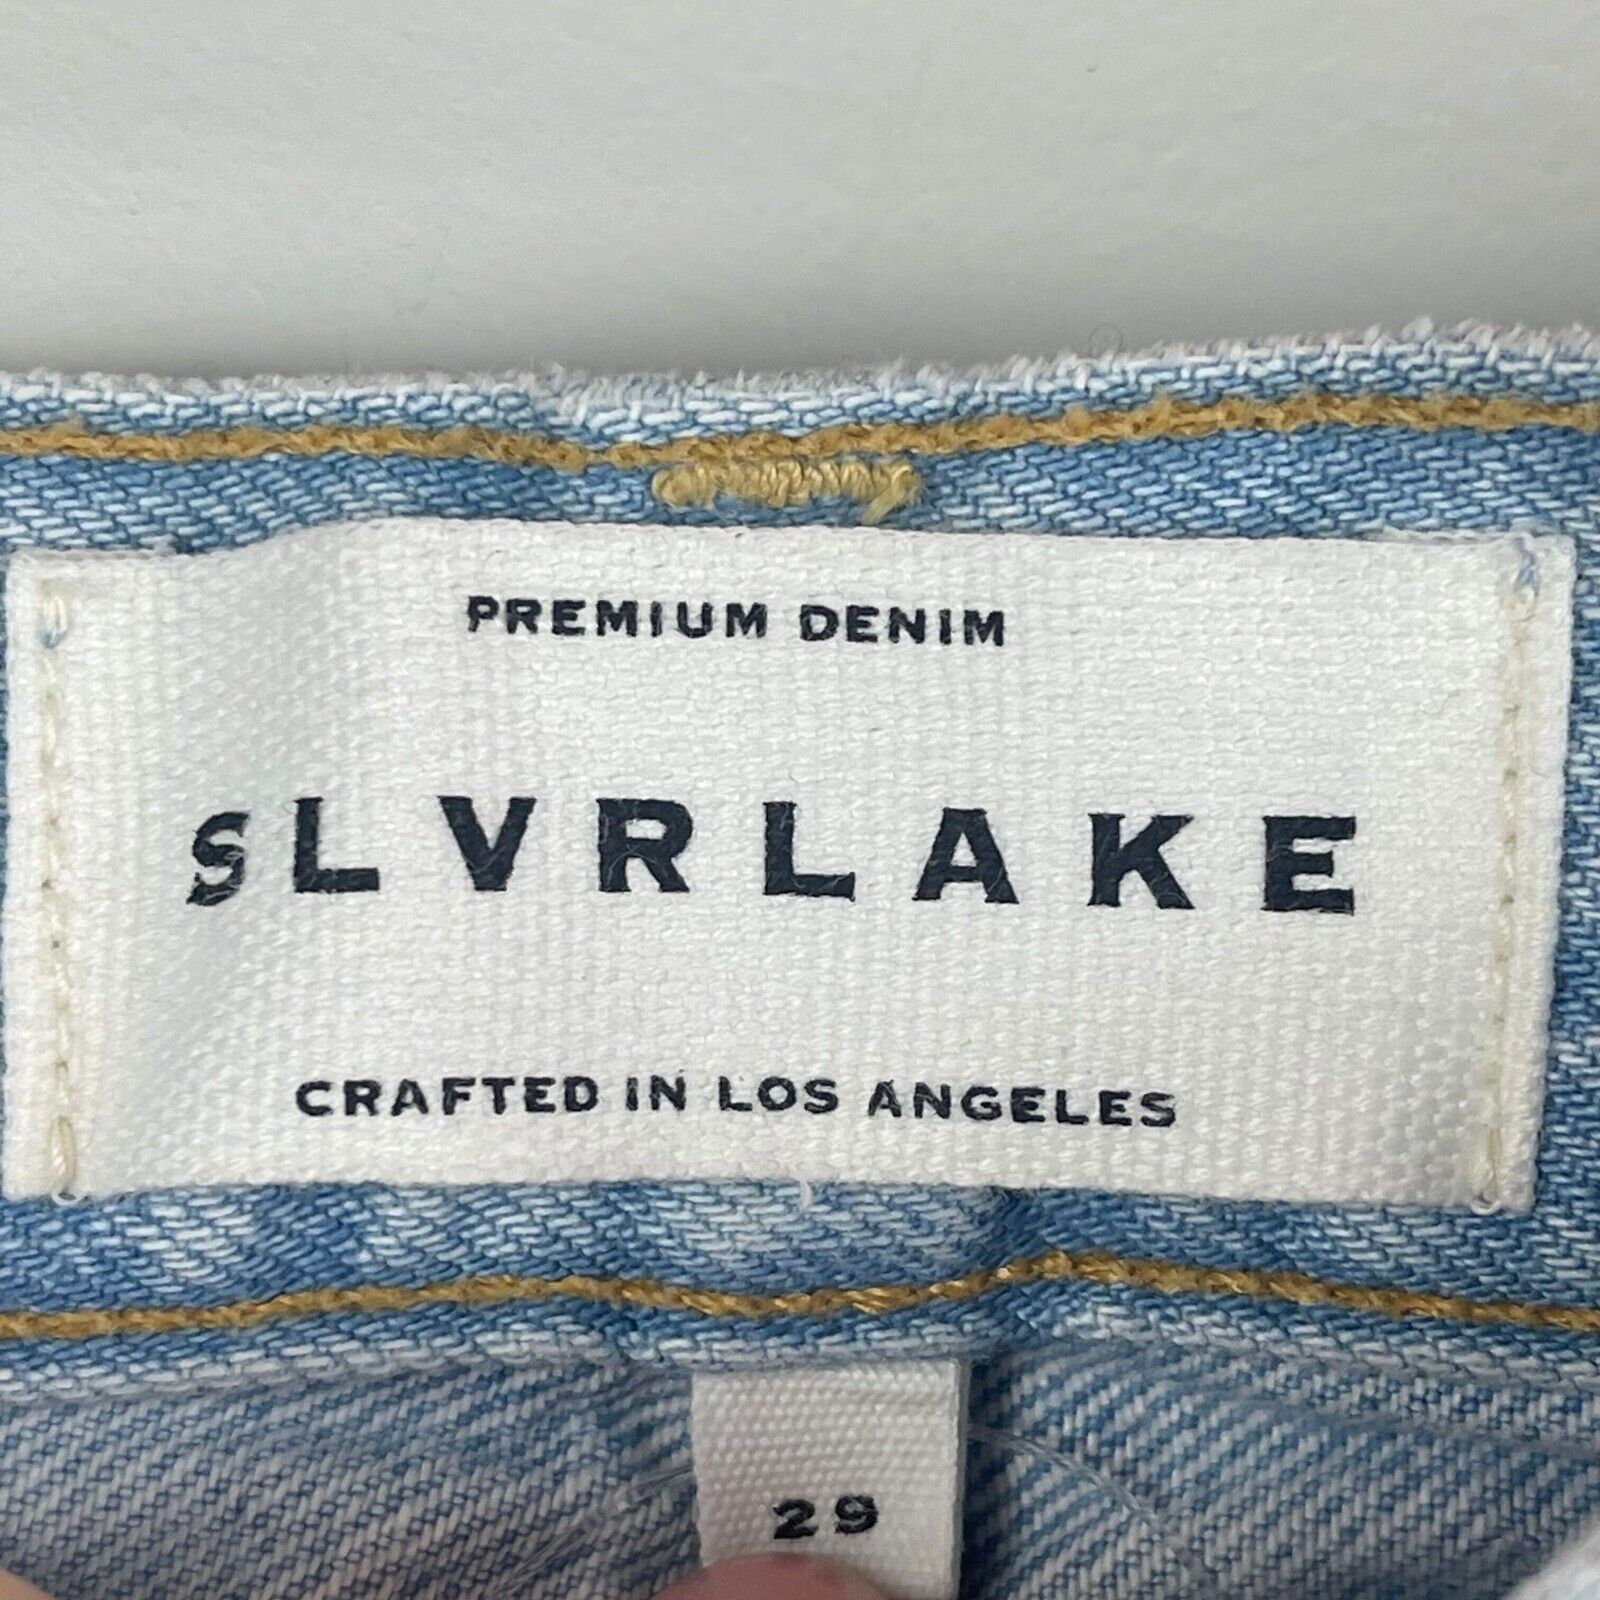 PREMIUM DENIM
SLVRLAKE
CRAFTED IN LOS ANGELES
29